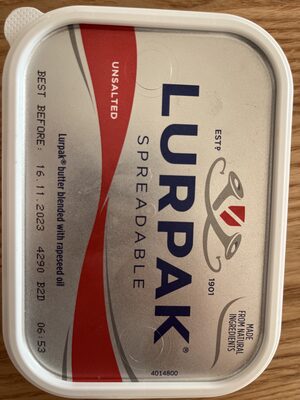 ESTD 1901
MADE
FROM NATURAL
INGREDIENTS
LURPAK®
SPREADABLE
UNSALTED
Lurpak® butter blended with rapeseed oil
BEST BEFORE: 16.11.2023 4290 B2D 06:53
4014800